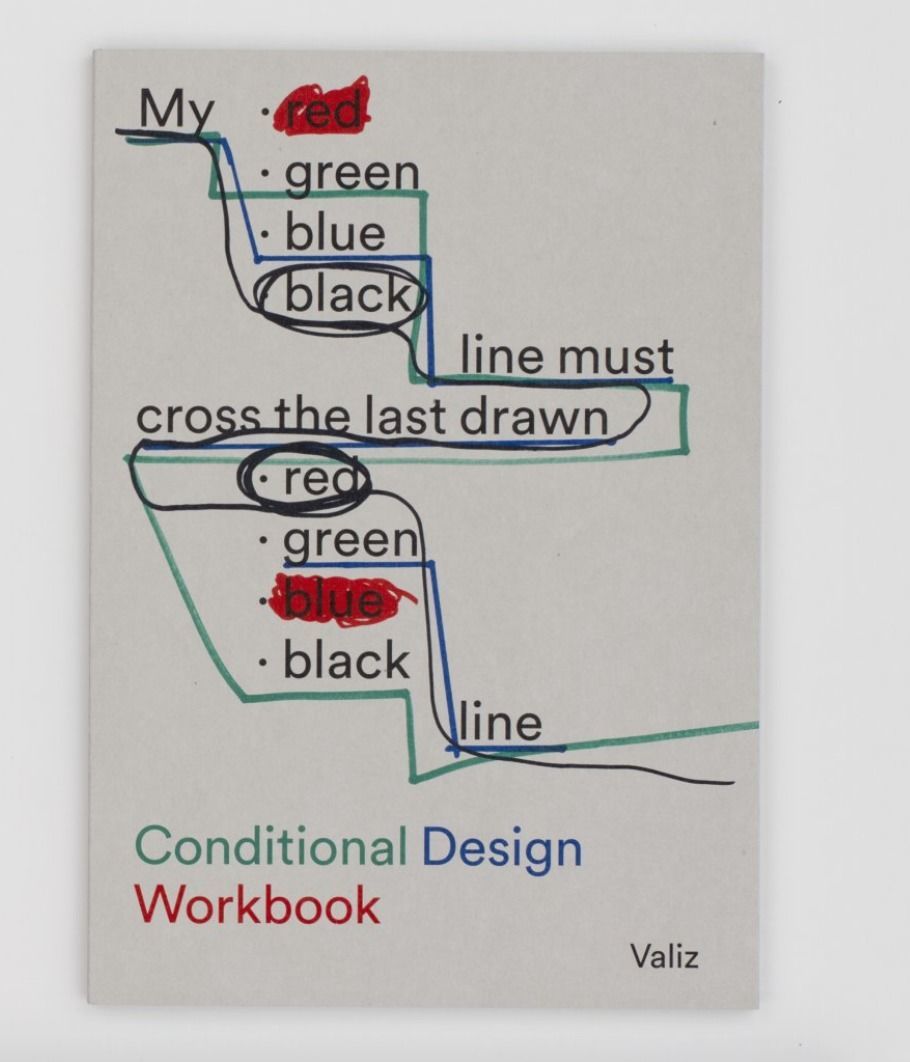 My · red
· green
· blue
· black
line must
cross the last drawn
· red
· green
· blue
· black
line
Conditional Design
Workbook
Valiz